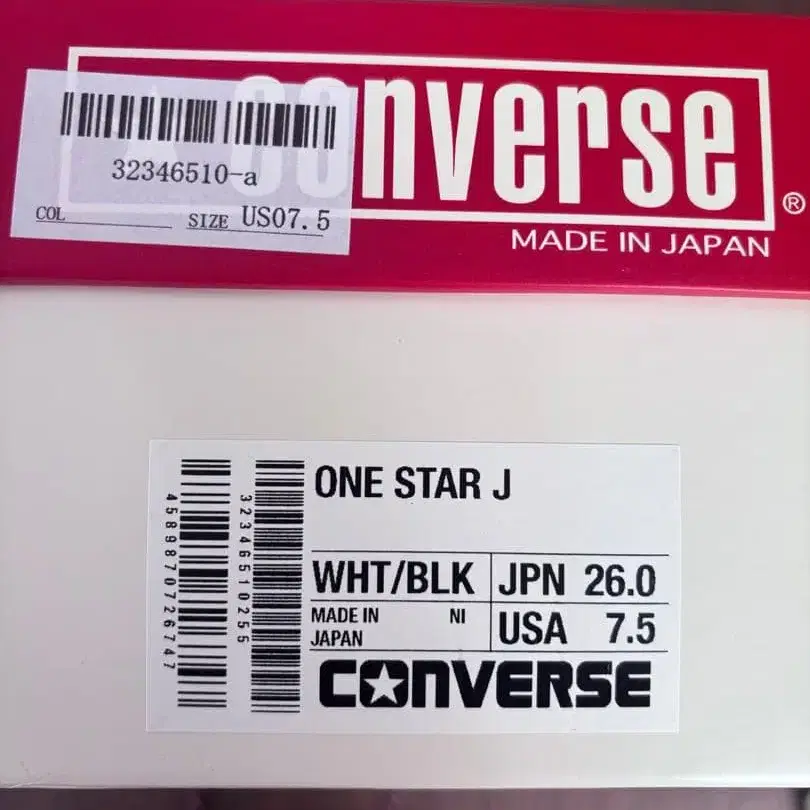 converse®
MADE IN JAPAN
32346510-a
COL SIZE US07.5
4589870726747
32346510255
ONE STAR J
WHT/BLK JPN 26.0
MADE IN JAPAN NI USA 7.5
CONVERSE